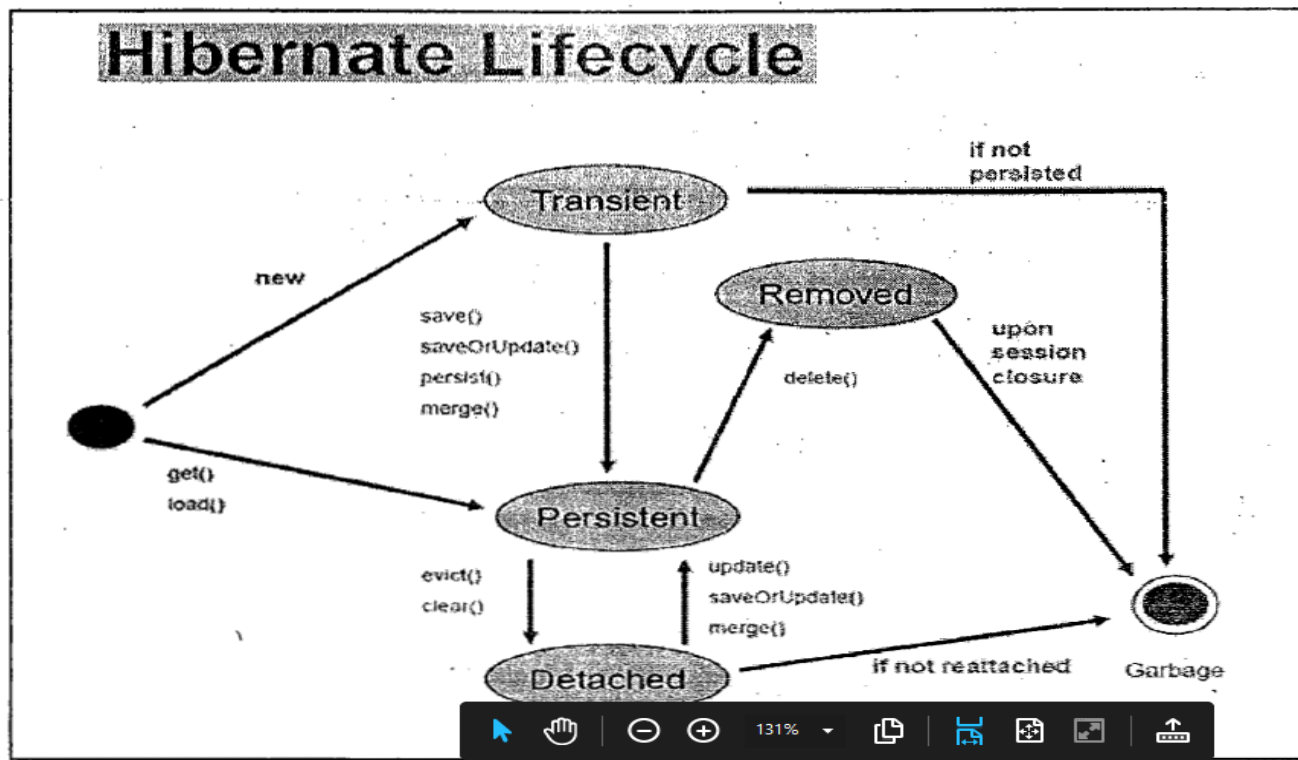 Hibernate Lifecycle
if not
persisted
Transient
new
Removed
save()
saveOrUpdate()
persist()
merge()
upon
session
closure
delete()
get()
load()
Persistent
evict()
clear()
update()
saveOrUpdate()
merge()
Detached
if not reattached
Garbage
131%